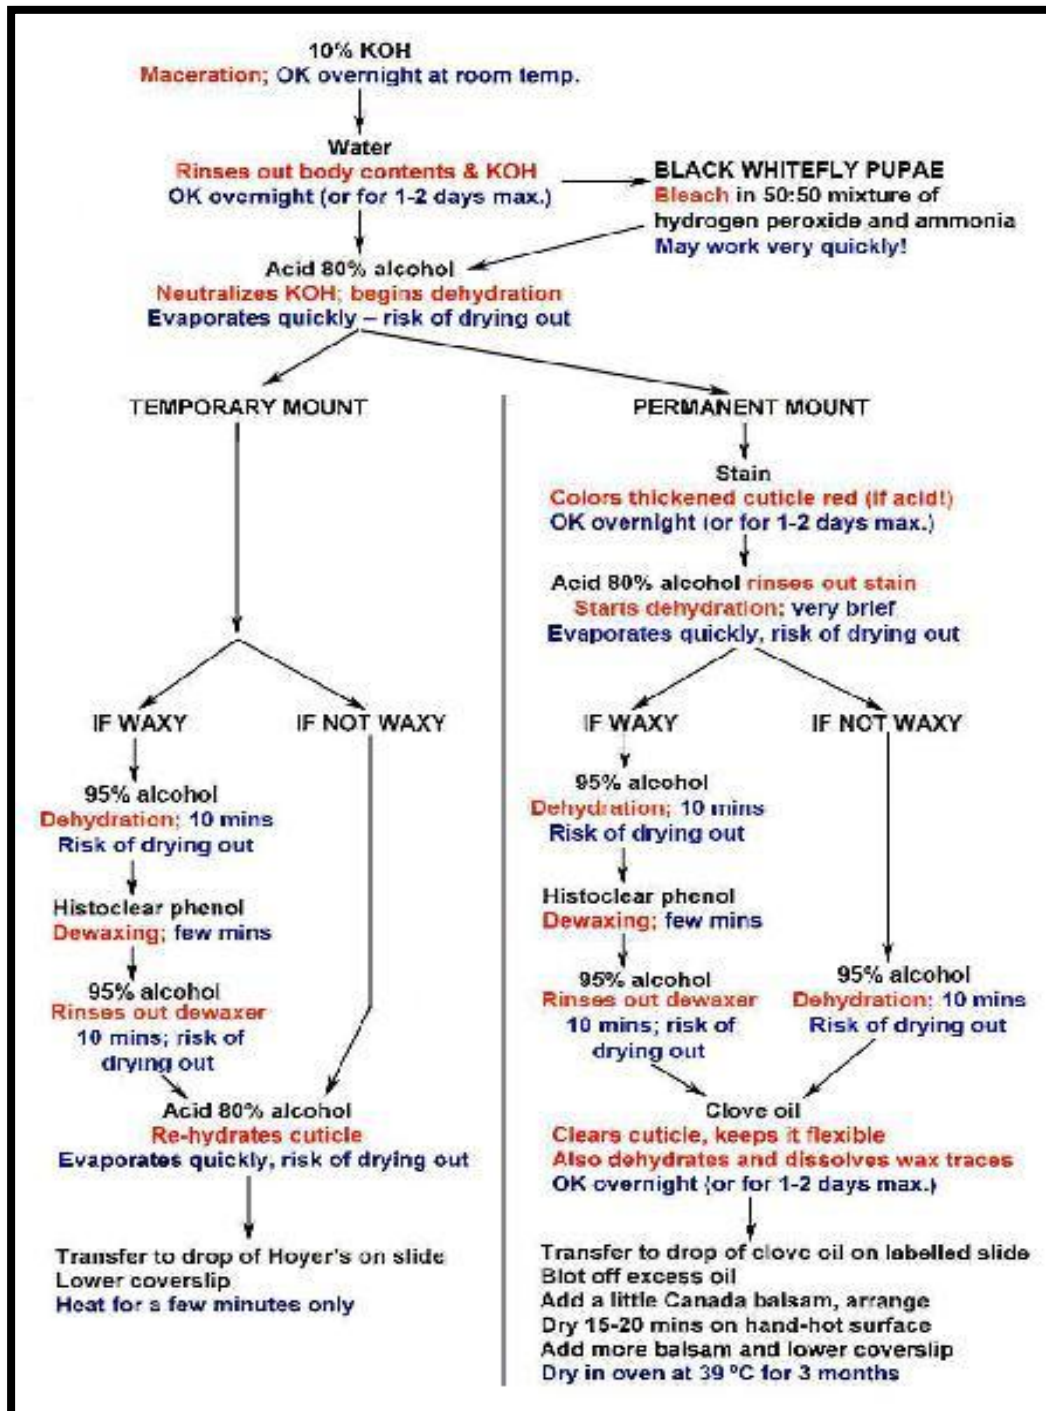 10% KOH
Maceration; OK overnight at room temp.
Water
Rinses out body contents & KOH
OK overnight (or for 1-2 days max.)
BLACK WHITEFLY PUPAE
Bleach in 50:50 mixture of
hydrogen peroxide and ammonia
May work very quickly!
Acid 80% alcohol
Neutralizes KOH; begins dehydration
Evaporates quickly – risk of drying out
TEMPORARY MOUNT
IF WAXY
IF NOT WAXY
95% alcohol
Dehydration; 10 mins
Risk of drying out
Histoclear phenol
Dewaxing; few mins
95% alcohol
Rinses out dewaxer
10 mins; risk of
drying out
Acid 80% alcohol
Re-hydrates cuticle
Evaporates quickly, risk of drying out
Transfer to drop of Hoyer's on slide
Lower coverslip
Heat for a few minutes only
PERMANENT MOUNT
Stain
Colors thickened cuticle red (if acid!)
OK overnight (or for 1-2 days max.)
Acid 80% alcohol rinses out stain
Starts dehydration; very brief
Evaporates quickly, risk of drying out
IF WAXY
IF NOT WAXY
95% alcohol
Dehydration; 10 mins
Risk of drying out
Histoclear phenol
Dewaxing; few mins
95% alcohol
Rinses out dewaxer
10 mins; risk of
drying out
95% alcohol
Dehydration; 10 mins
Risk of drying out
Clove oil
Clears cuticle, keeps it flexible
Also dehydrates and dissolves wax traces
OK overnight (or for 1-2 days max.)
Transfer to drop of clove oil on labelled slide
Blot off excess oil
Add a little Canada balsam, arrange
Dry 15-20 mins on hand-hot surface
Add more balsam and lower coverslip
Dry in oven at 39 ºC for 3 months